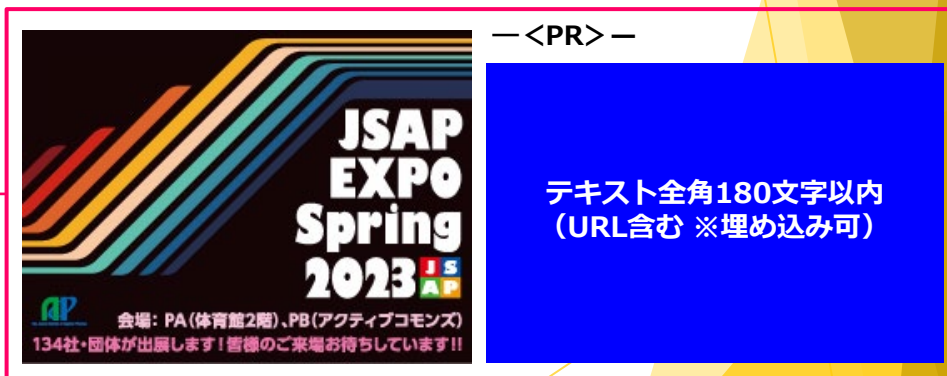 JSAP
EXPO
Spring
2023
JS
AP
AP
会場：PA(体育館2階)、PB(アクティブコモンズ)
134社・団体が出展します！皆様のご来場お待ちしています!!
―＜PR＞―
テキスト全角180文字以内
（URL含む ※埋め込み可）